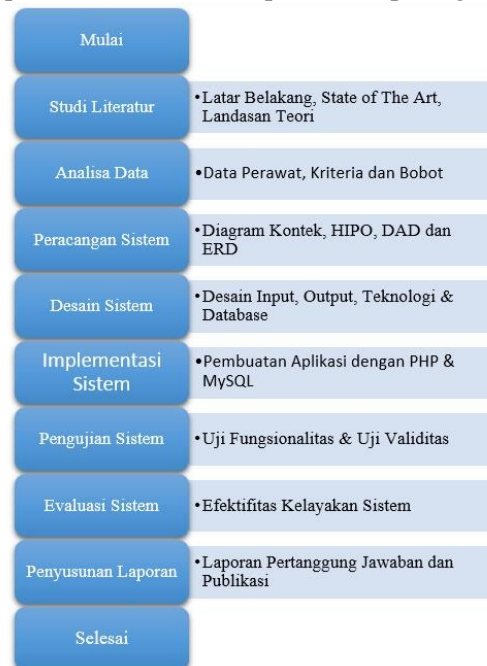 Mulai
Studi Literatur
•Latar Belakang, State of The Art,
Landasan Teori
Analisa Data
•Data Perawat, Kriteria dan Bobot
Peracangan Sistem
•Diagram Kontek, HIPO, DAD dan
ERD
Desain Sistem
•Desain Input, Output, Teknologi &
Database
Implementasi
Sistem
•Pembuatan Aplikasi dengan PHP &
MySQL
Pengujian Sistem
•Uji Fungsionalitas & Uji Validitas
Evaluasi Sistem
•Efektifitas Kelayakan Sistem
Penyusunan Laporan
•Laporan Pertanggung Jawaban dan
Publikasi
Selesai